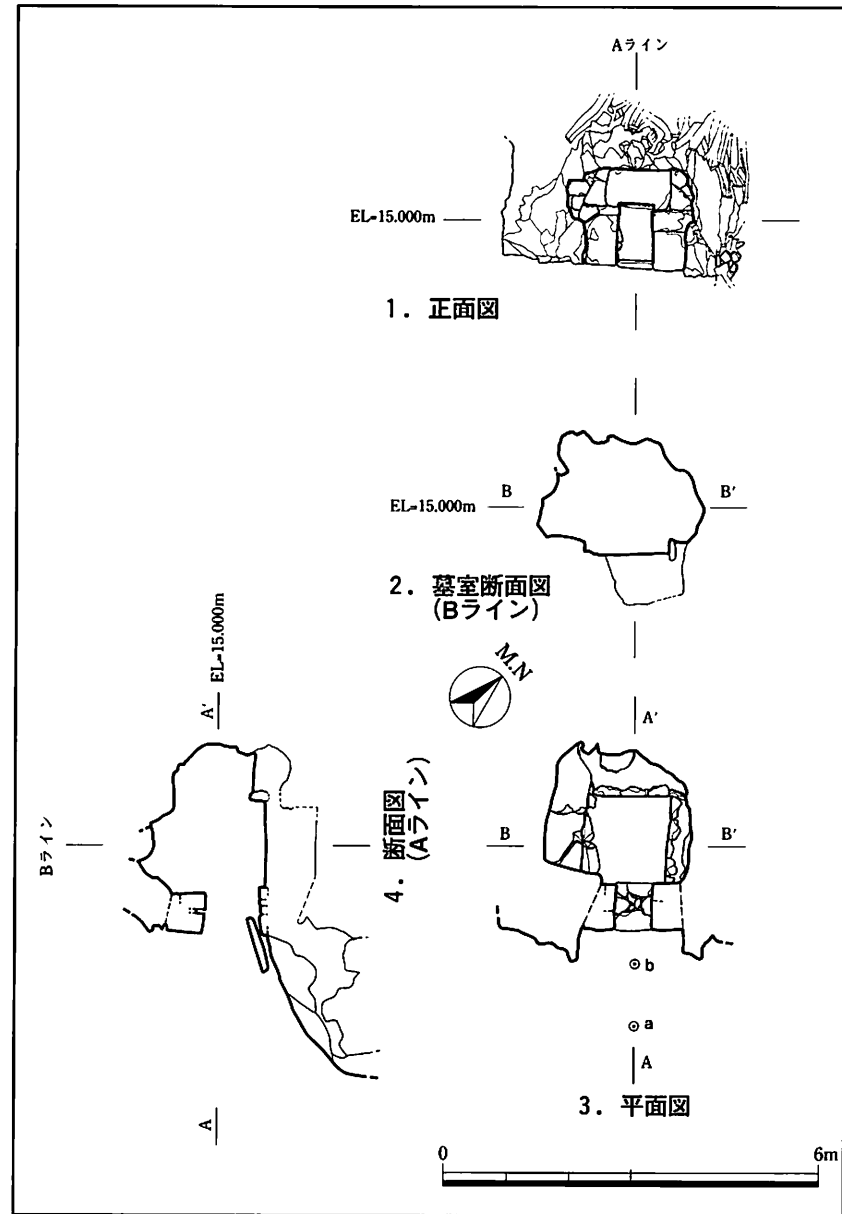 Aライン
EL=15.000m
1. 正面図
B
B'
EL=15.000m
2. 墓室断面図
(Bライン)
M.N
A'
EL=15.000m
Bライン
4. 断面図
(Aライン)
A
A'
B
B'
b
a
A
3. 平面図
0
6m